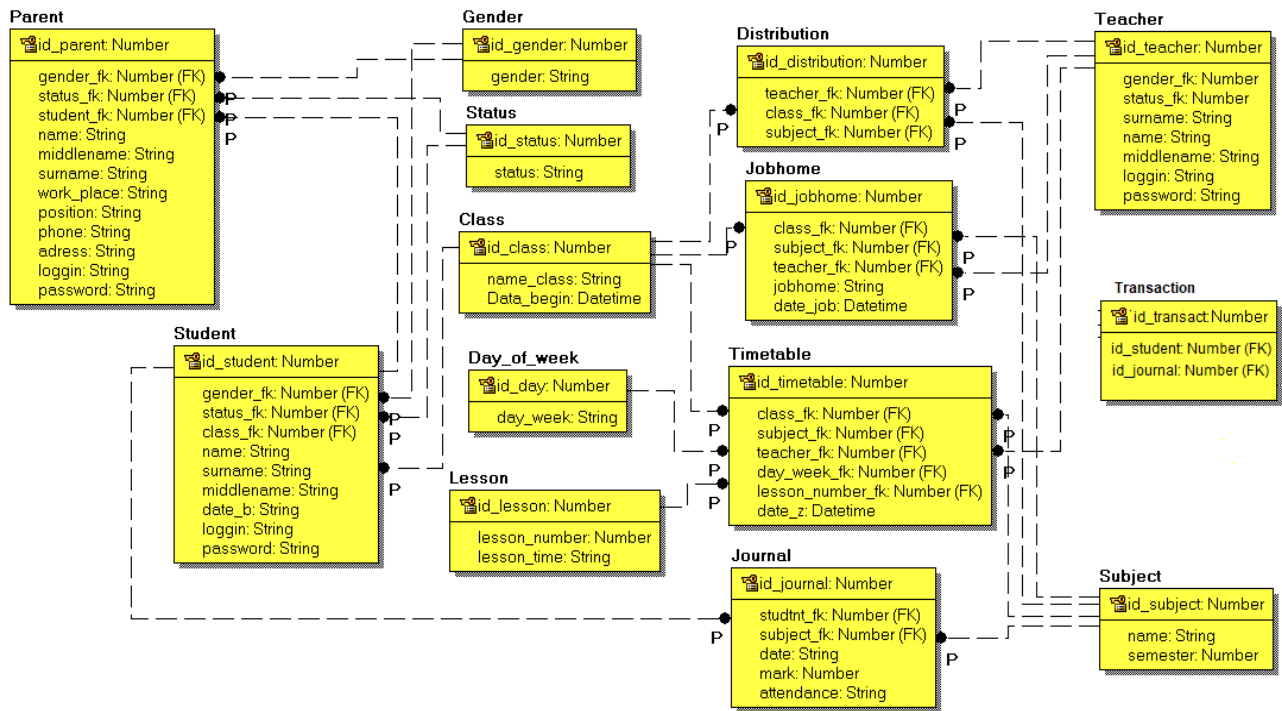 Parent
id_parent: Number
gender_fk: Number (FK)
status_fk: Number (FK)
student_fk: Number (FK)
name: String
middlename: String
surname: String
work_place: String
position: String
phone: String
adress: String
loggin: String
password: String
P
P
P
Gender
id_gender: Number
gender: String
Status
id_status: Number
status: String
Class
id_class: Number
name_class: String
Data_begin: Datetime
Distribution
id_distribution: Number
teacher_fk: Number (FK)
class_fk: Number (FK)
subject_fk: Number (FK)
P
P
P
Teacher
id_teacher: Number
gender_fk: Number
status_fk: Number
surname: String
name: String
middlename: String
loggin: String
password: String
Jobhome
id_jobhome: Number
class_fk: Number (FK)
subject_fk: Number (FK)
teacher_fk: Number (FK)
jobhome: String
date_job: Datetime
P
P
P
Transaction
id_transact:Number
id_student: Number (FK)
id_journal: Number (FK)
Student
id_student: Number
gender_fk: Number (FK)
status_fk: Number (FK)
class_fk: Number (FK)
name: String
surname: String
middlename: String
date_b: String
loggin: String
password: String
P
P
P
Day_of_week
id_day: Number
day_week: String
Lesson
id_lesson: Number
lesson_number: Number
lesson_time: String
Timetable
id_timetable: Number
class_fk: Number (FK)
subject_fk: Number (FK)
teacher_fk: Number (FK)
day_week_fk: Number (FK)
lesson_number_fk: Number (FK)
date_z: Datetime
P
P
P
P
P
Journal
id_journal: Number
studtnt_fk: Number (FK)
subject_fk: Number (FK)
date: String
mark: Number
attendance: String
P
P
Subject
id_subject: Number
name: String
semester: Number